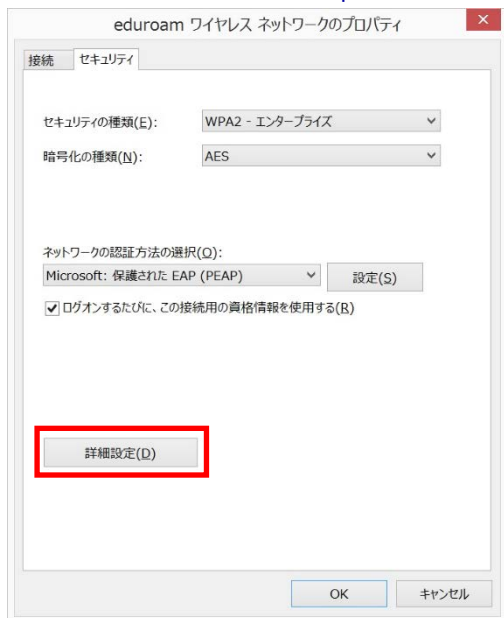 eduroam ワイヤレス ネットワークのプロパティ
接続 セキュリティ
セキュリティの種類(E): WPA2 - エンタープライズ
暗号化の種類(N): AES
ネットワークの認証方法の選択(O):
Microsoft: 保護された EAP (PEAP) 設定(S)
ログオンするたびに、この接続用の資格情報を使用する(R)
詳細設定(D)
OK キャンセル